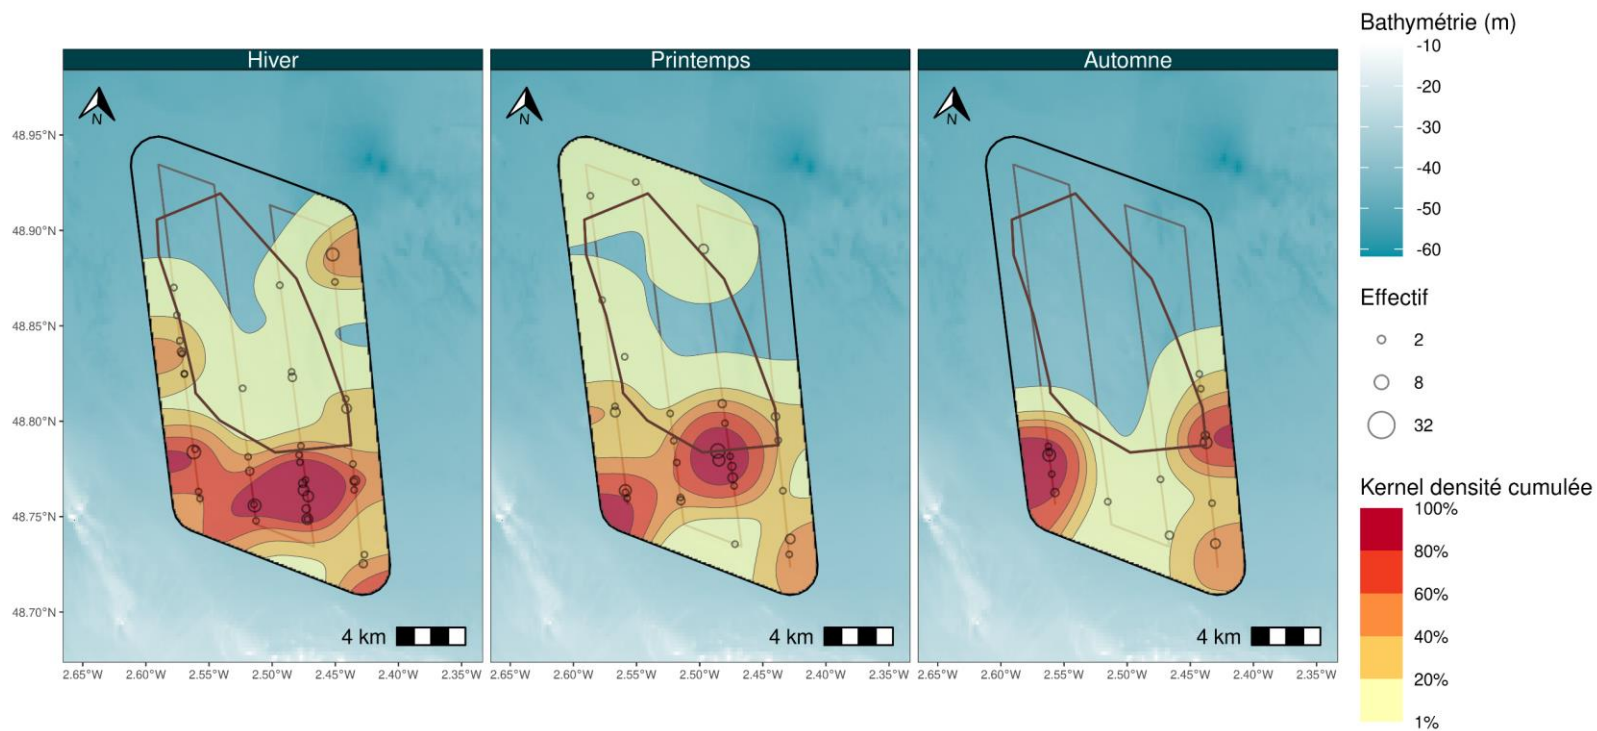 Hiver
Printemps
Automne
N
N
N
48.95°N
48.90°N
48.85°N
48.80°N
48.75°N
48.70°N
4 km
4 km
4 km
2.65°W 2.60°W 2.55°W 2.50°W 2.45°W 2.40°W 2.35°W
2.65°W 2.60°W 2.55°W 2.50°W 2.45°W 2.40°W 2.35°W
2.65°W 2.60°W 2.55°W 2.50°W 2.45°W 2.40°W 2.35°W
Bathymétrie (m)
-10
-20
-30
-40
-50
-60
Effectif
2
8
32
Kernel densité cumulée
100%
80%
60%
40%
20%
1%